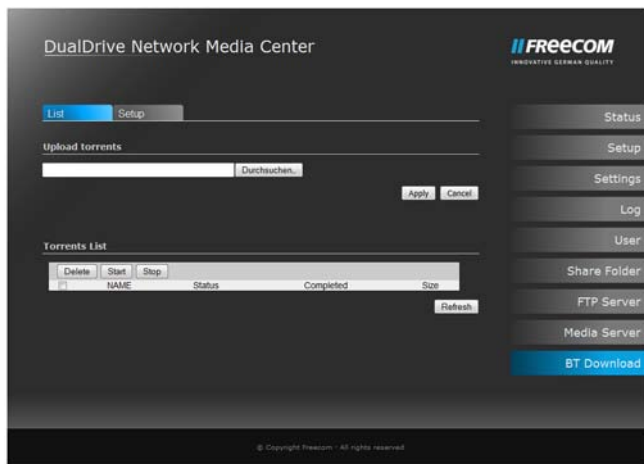 DualDrive Network Media Center
FREECOM
INNOVATIVE GERMAN QUALITY
List Setup
Upload torrents
Durchsuchen..
Apply Cancel
Torrents List
Delete Start Stop
NAME Status Completed Size
Refresh
Status
Setup
Settings
Log
User
Share Folder
FTP Server
Media Server
BT Download
© Copyright Freecom - All rights reserved